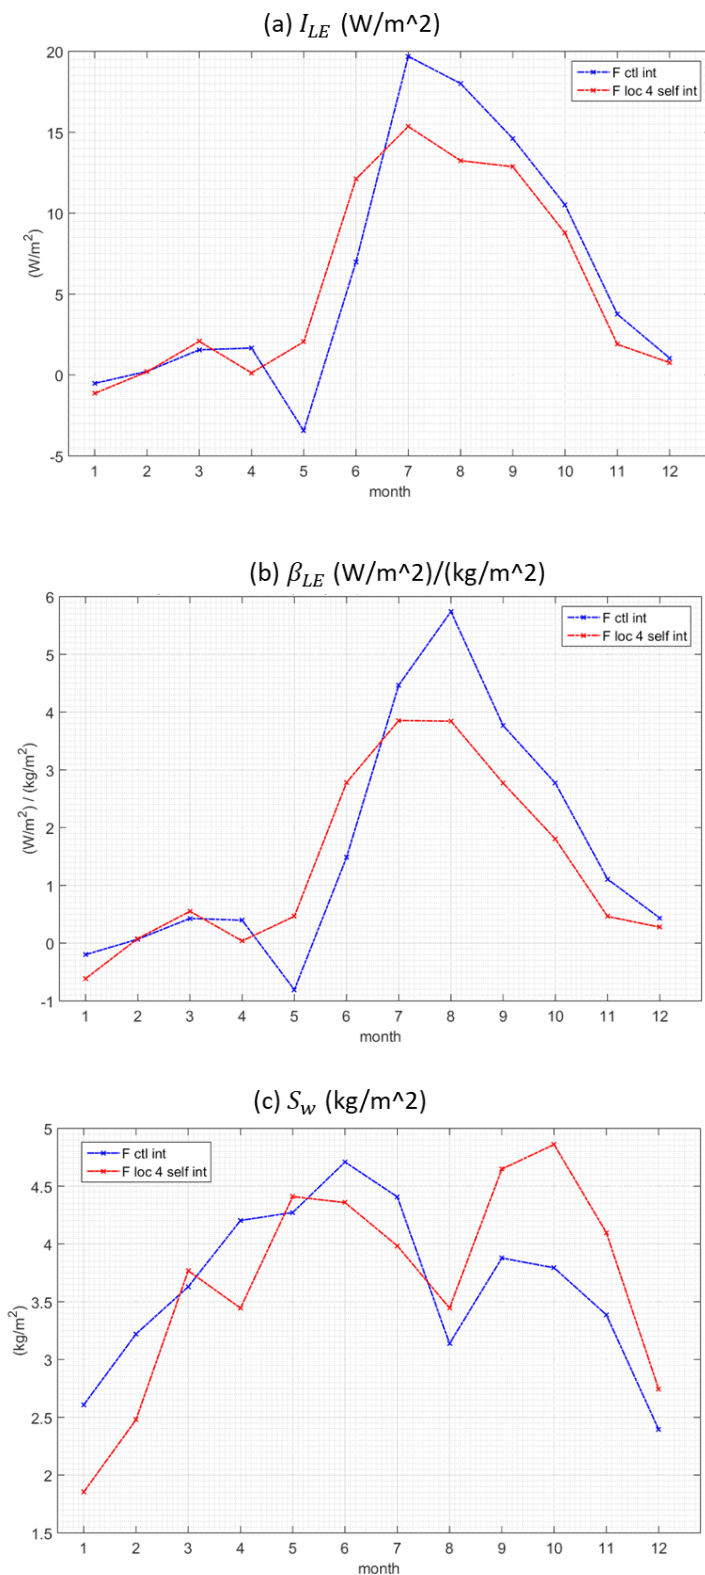 (a) I_LE (W/m^2)
20
15
10
5
0
-5
(W/m²)
F ctl int
F loc 4 self int
1 2 3 4 5 6 7 8 9 10 11 12
month
(b) β_LE (W/m^2)/(kg/m^2)
6
5
4
3
2
1
0
-1
(W/m²) / (kg/m²)
F ctl int
F loc 4 self int
1 2 3 4 5 6 7 8 9 10 11 12
month
(c) S_w (kg/m^2)
5
4.5
4
3.5
3
2.5
2
1.5
(kg/m²)
F ctl int
F loc 4 self int
1 2 3 4 5 6 7 8 9 10 11 12
month